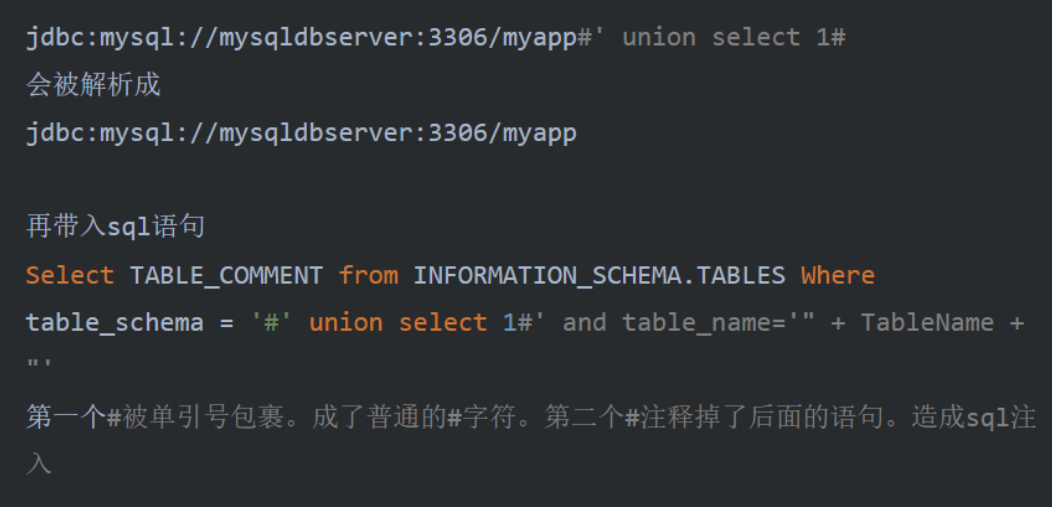 jdbc:mysql://mysqldbserver:3306/myapp#' union select 1#
会被解析成
jdbc:mysql://mysqldbserver:3306/myapp
再带入sql语句
Select TABLE_COMMENT from INFORMATION_SCHEMA.TABLES Where
table_schema = '#' union select 1#' and table_name='" + TableName +
"'
第一个#被单引号包裹。成了普通的#字符。第二个#注释掉了后面的语句。造成sql注
入